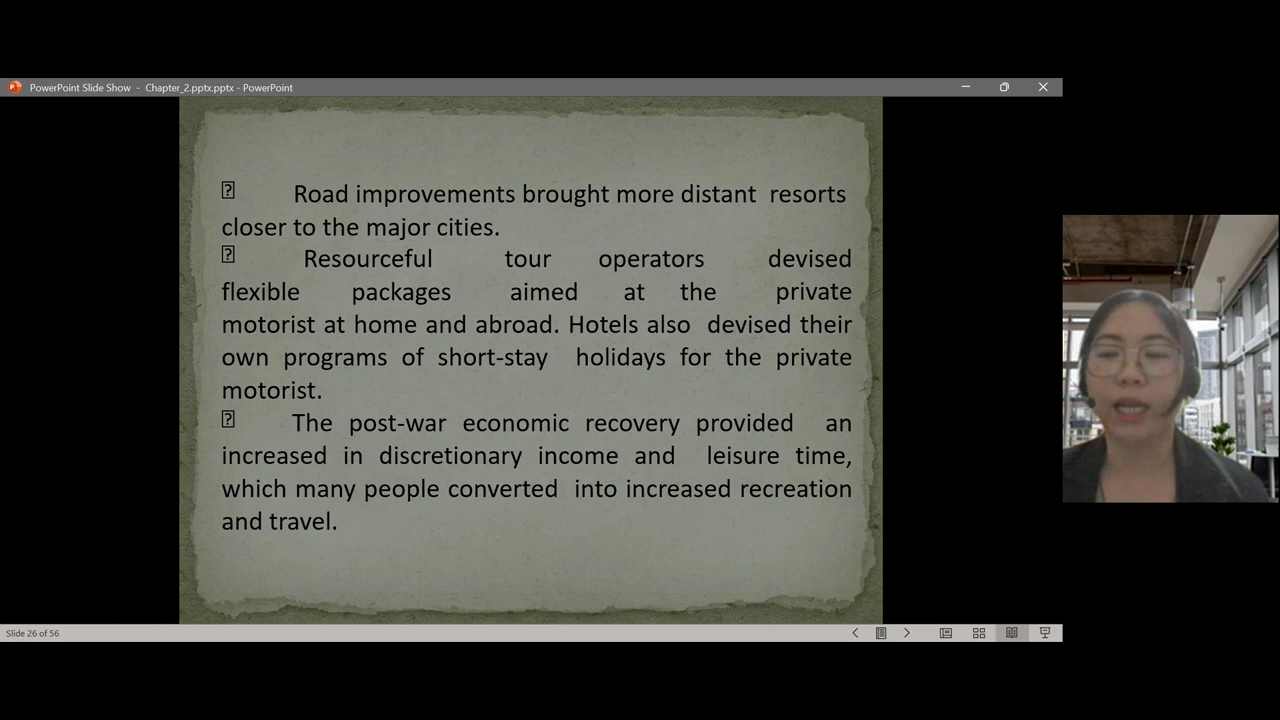 PowerPoint Slide Show - Chapter_2.pptx.pptx - PowerPoint
Road improvements brought more distant resorts
closer to the major cities.
Resourceful tour operators devised
flexible packages aimed at the private
motorist at home and abroad. Hotels also devised their
own programs of short-stay holidays for the private
motorist.
The post-war economic recovery provided an
increased in discretionary income and leisure time,
which many people converted into increased recreation
and travel.
Slide 26 of 56